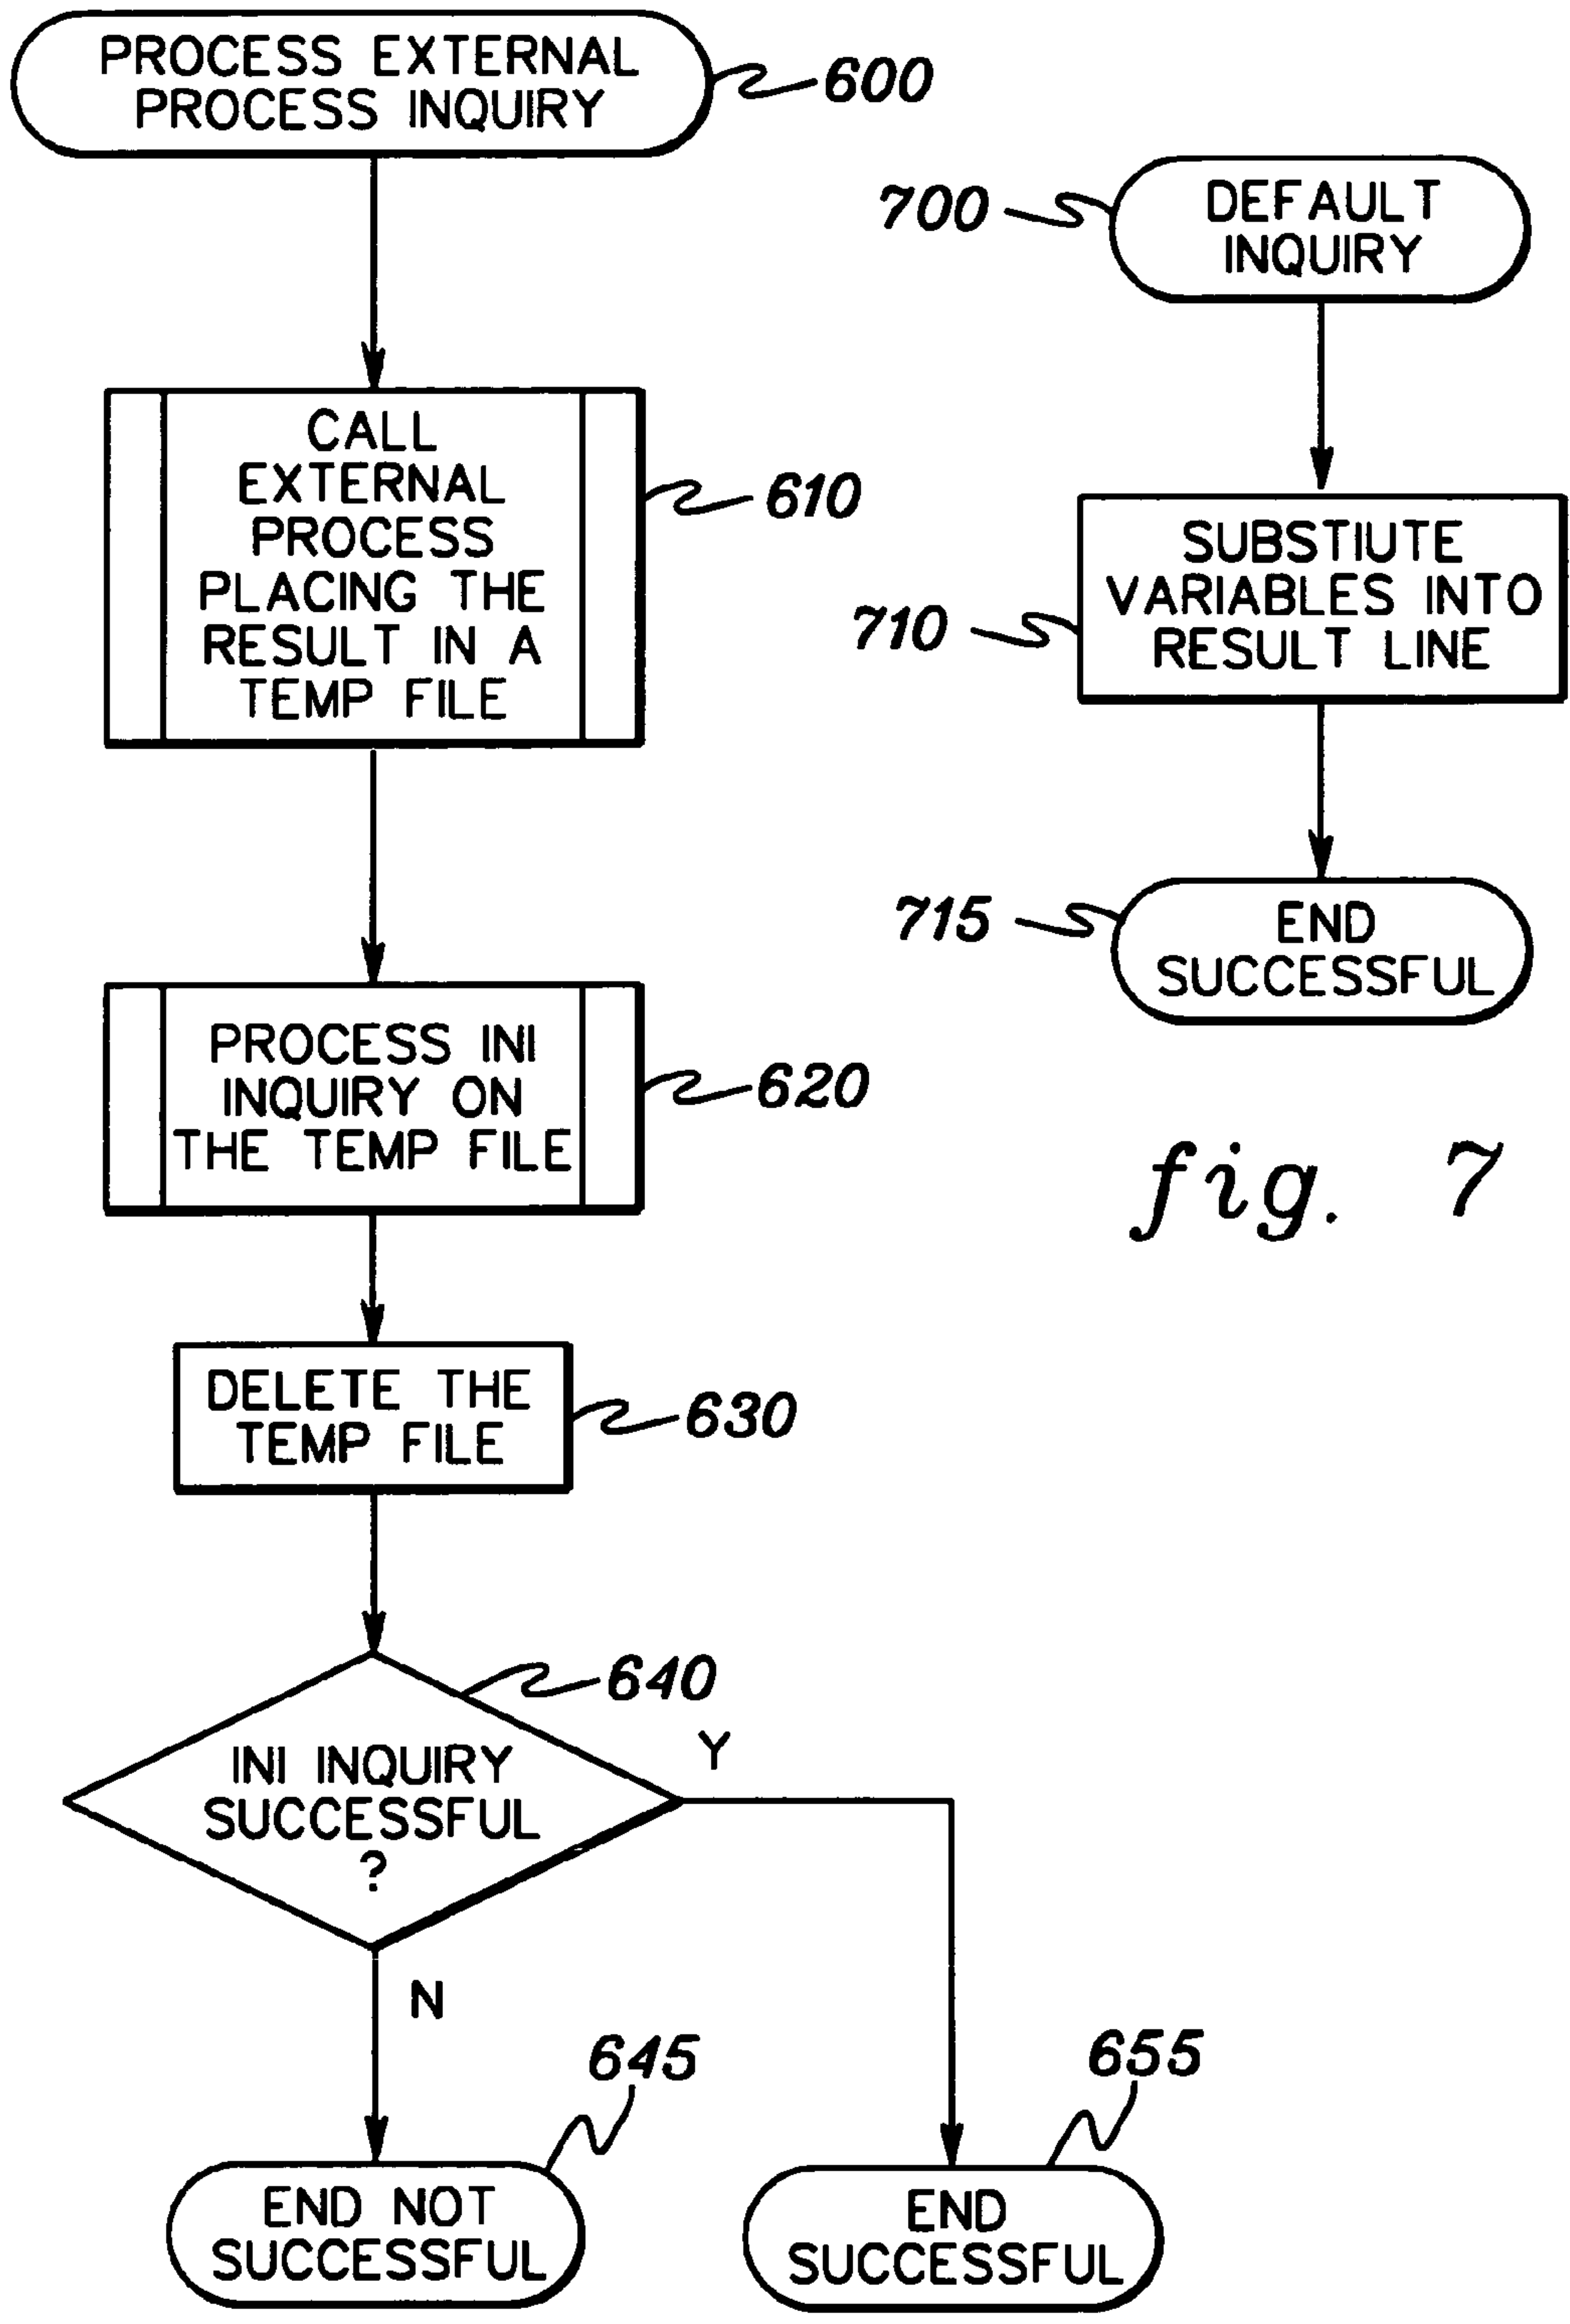 PROCESS EXTERNAL
PROCESS INQUIRY
600
CALL
EXTERNAL
PROCESS
PLACING THE
RESULT IN A
TEMP FILE
610
PROCESS INI
INQUIRY ON
THE TEMP FILE
620
DELETE THE
TEMP FILE
630
INI INQUIRY
SUCCESSFUL
?
640
Y
N
END NOT
SUCCESSFUL
645
END
SUCCESSFUL
655
700
DEFAULT
INQUIRY
710
SUBSTIUTE
VARIABLES INTO
RESULT LINE
715
END
SUCCESSFUL
fig. 7